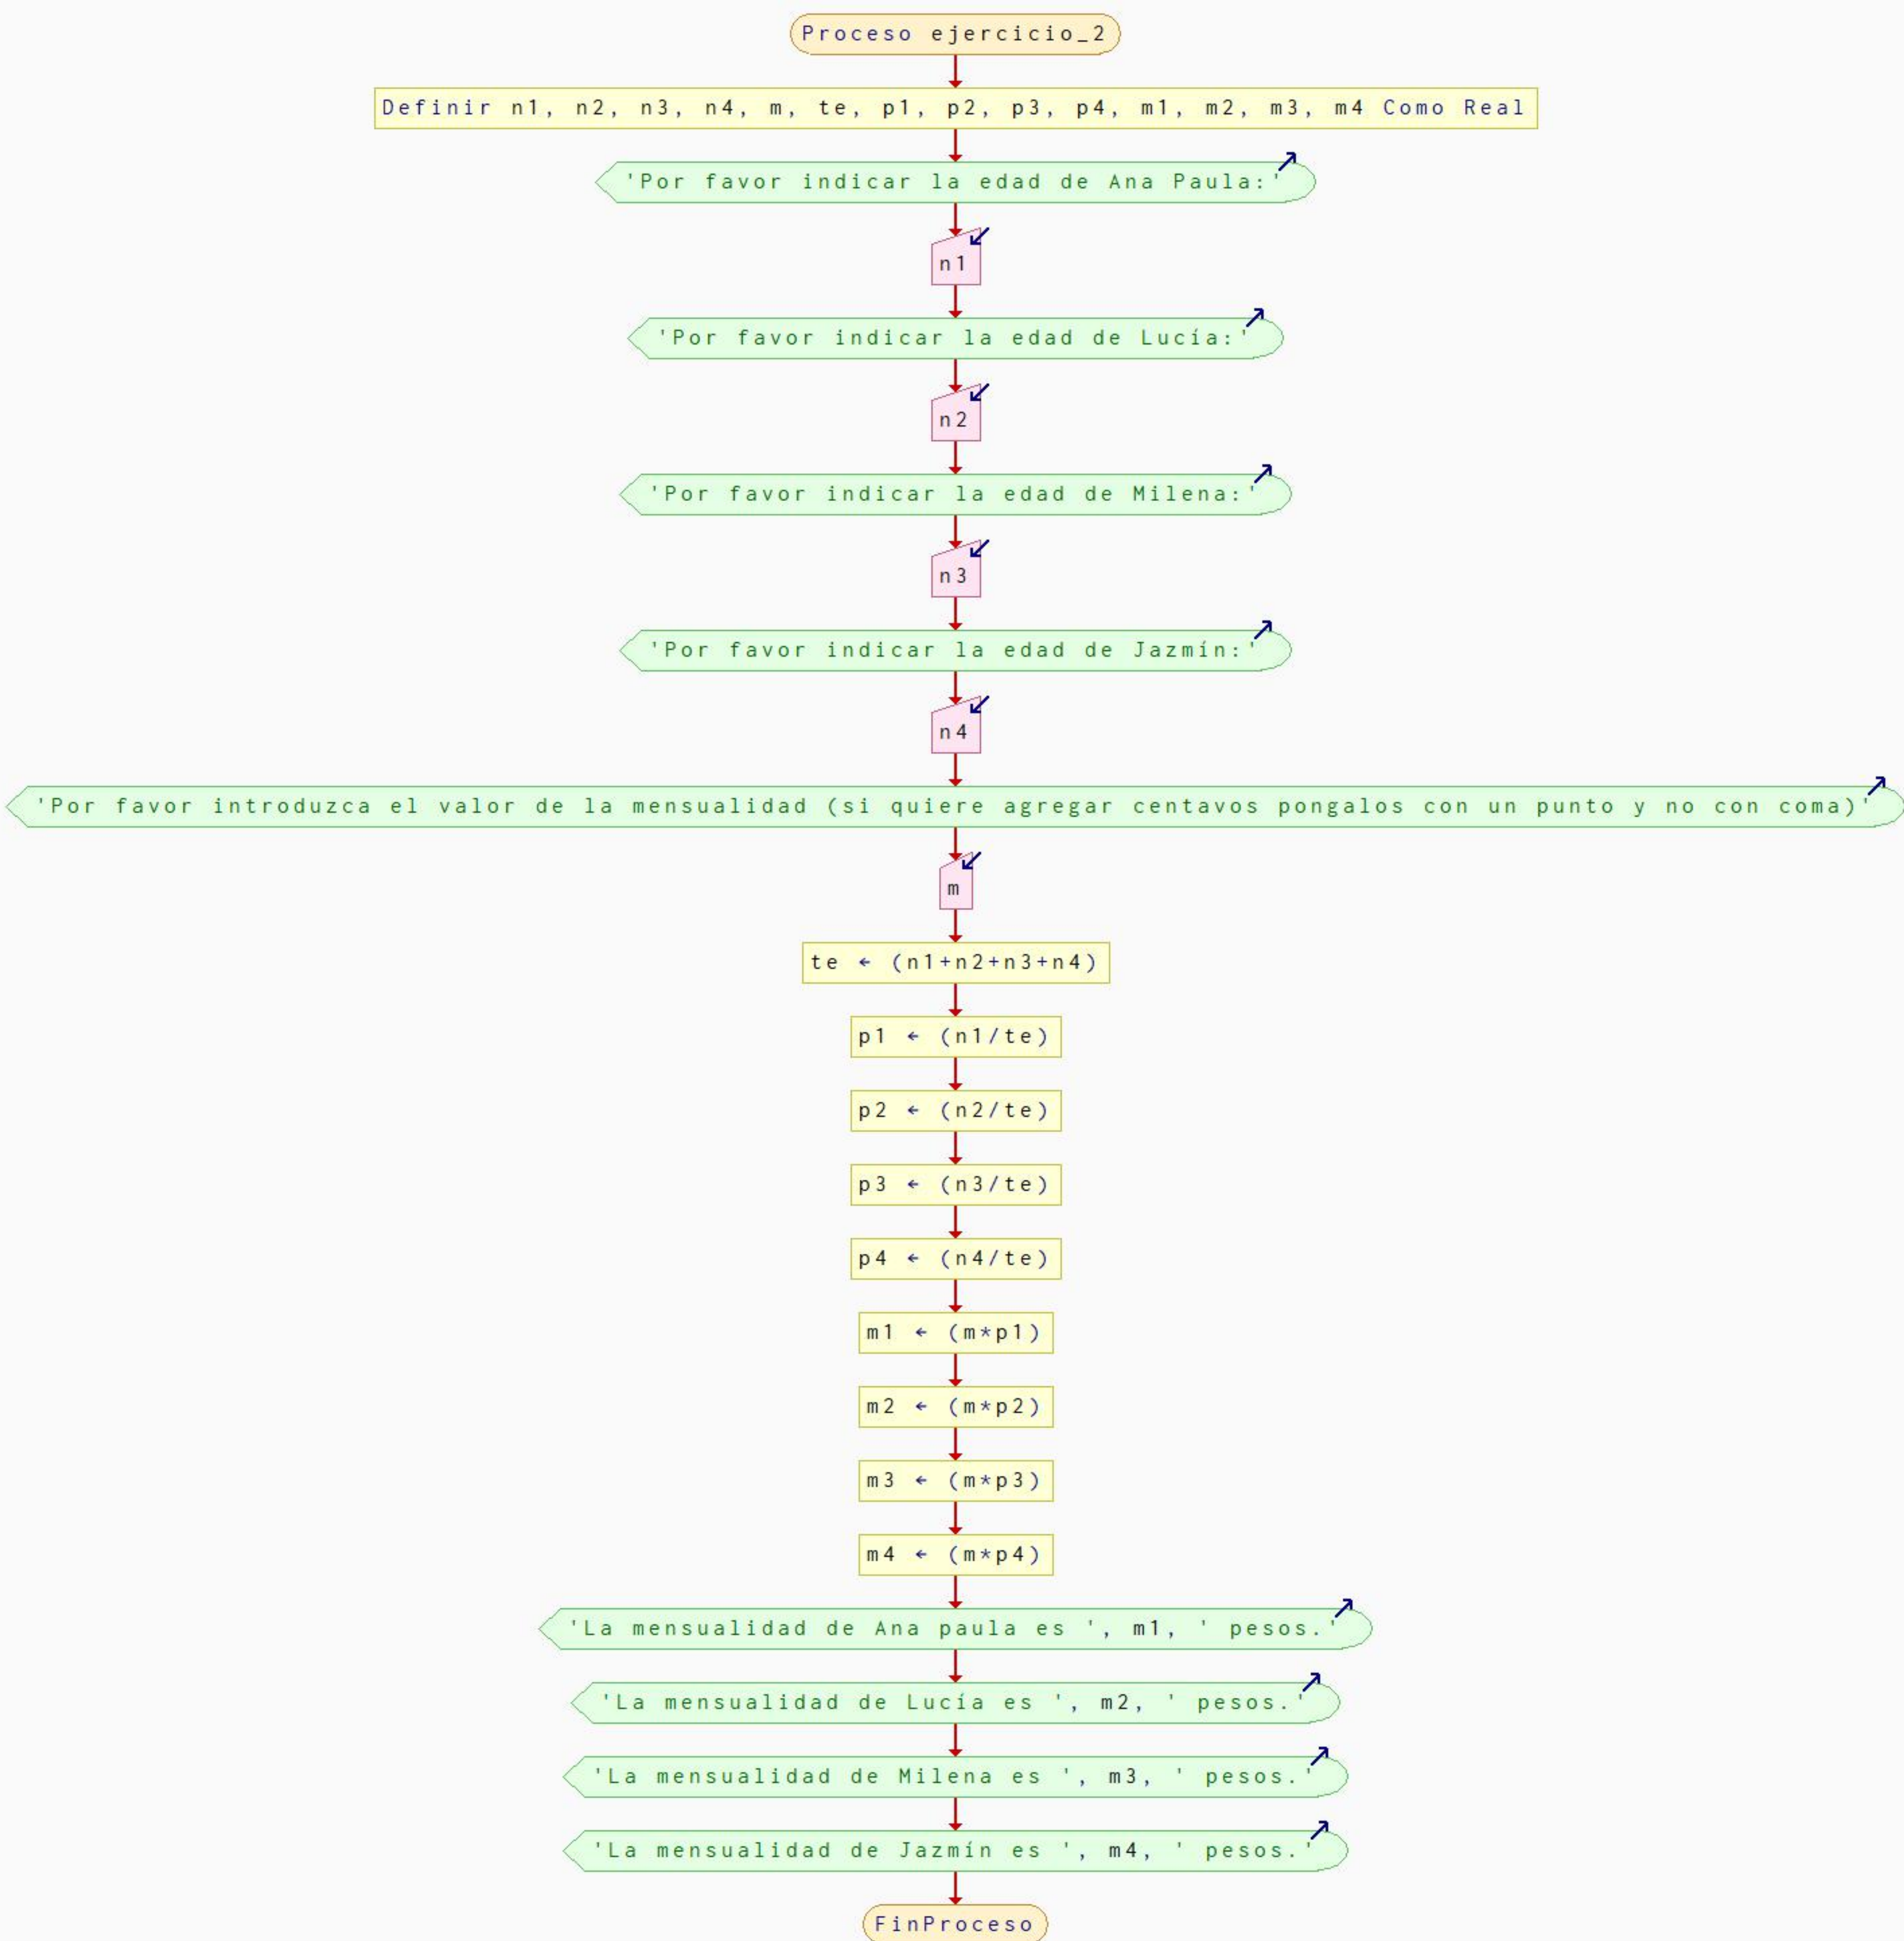 Proceso ejercicio_2
Definir n1, n2, n3, n4, m, te, p1, p2, p3, p4, m1, m2, m3, m4 Como Real
'Por favor indicar la edad de Ana Paula:'
n1
'Por favor indicar la edad de Lucía:'
n2
'Por favor indicar la edad de Milena:'
n3
'Por favor indicar la edad de Jazmín:'
n4
'Por favor introduzca el valor de la mensualidad (si quiere agregar centavos pongalos con un punto y no con coma)'
m
te ← (n1+n2+n3+n4)
p1 ← (n1/te)
p2 ← (n2/te)
p3 ← (n3/te)
p4 ← (n4/te)
m1 ← (m*p1)
m2 ← (m*p2)
m3 ← (m*p3)
m4 ← (m*p4)
'La mensualidad de Ana paula es ', m1, ' pesos.'
'La mensualidad de Lucía es ', m2, ' pesos.'
'La mensualidad de Milena es ', m3, ' pesos.'
'La mensualidad de Jazmín es ', m4, ' pesos.'
FinProceso